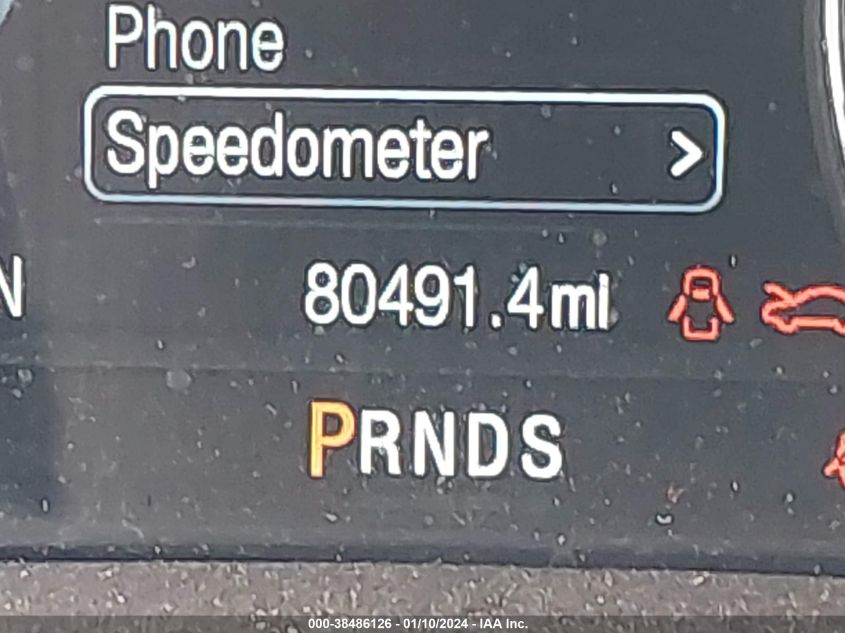 Phone
Speedometer >
N
80491.4mi
PRNDS
000-38486126 - 01/10/2024 - IAA Inc.